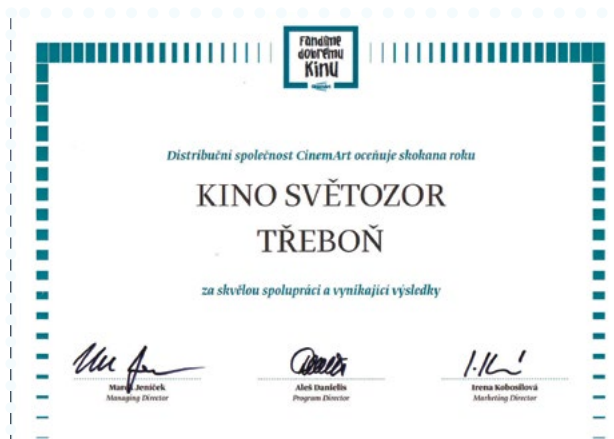 Fandíme
dobrému
Kinu
Distribuční společnost CinemArt oceňuje skokana roku
KINO SVĚTOZOR
TŘEBOŇ
za skvělou spolupráci a vynikající výsledky
Marek Jeníček
Managing Director
Aleš Danielis
Program Director
Irena Kobosilová
Marketing Director